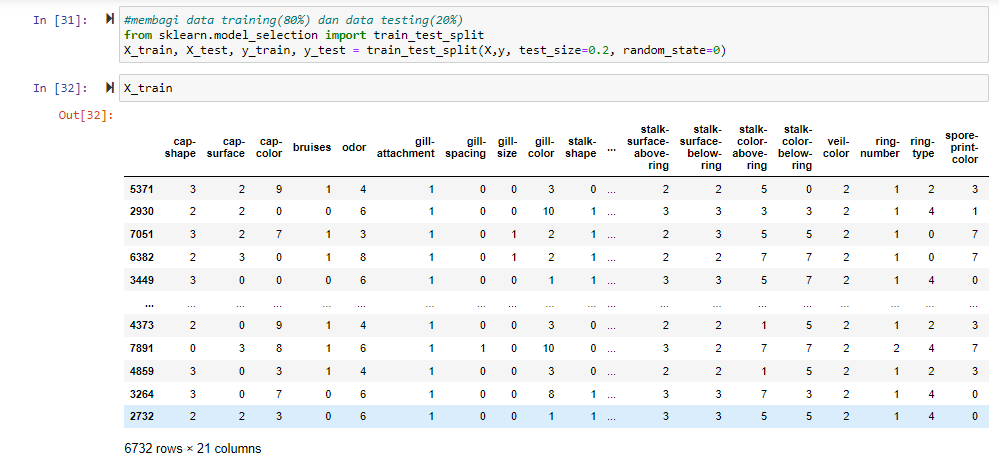 In [31]:
#membagi data training(80%) dan data testing(20%)
from sklearn.model_selection import train_test_split
X_train, X_test, y_train, y_test = train_test_split(X,y, test_size=0.2, random_state=0)
In [32]:
X_train
Out[32]:
cap-shape cap-surface cap-color bruises odor gill-attachment gill-spacing gill-size gill-color stalk-shape ... stalk-surface-above-ring stalk-surface-below-ring stalk-color-above-ring stalk-color-below-ring veil-color ring-number ring-type spore-print-color
5371 3 2 9 1 4 1 0 0 3 0 ... 2 2 5 0 2 1 2 3
2930 2 2 0 0 6 1 0 0 10 1 ... 3 3 3 3 2 1 4 1
7051 3 2 7 1 3 1 0 1 2 1 ... 2 3 5 5 2 1 0 7
6382 2 3 0 1 8 1 0 1 2 1 ... 2 2 7 7 2 1 0 7
3449 3 0 0 0 6 1 0 0 1 1 ... 3 3 5 7 2 1 4 0
... ... ... ... ... ... ... ... ... ... ... ... ... ... ... ... ... ... ... ...
4373 2 0 9 1 4 1 0 0 3 0 ... 2 2 1 5 2 1 2 3
7891 0 3 8 1 6 1 1 0 10 0 ... 3 2 7 7 2 2 4 7
4859 3 0 3 1 4 1 0 0 3 0 ... 2 2 1 5 2 1 2 3
3264 3 0 7 0 6 1 0 0 8 1 ... 3 3 7 3 2 1 4 0
2732 2 2 3 0 6 1 0 0 1 1 ... 3 3 5 5 2 1 4 0
6732 rows × 21 columns